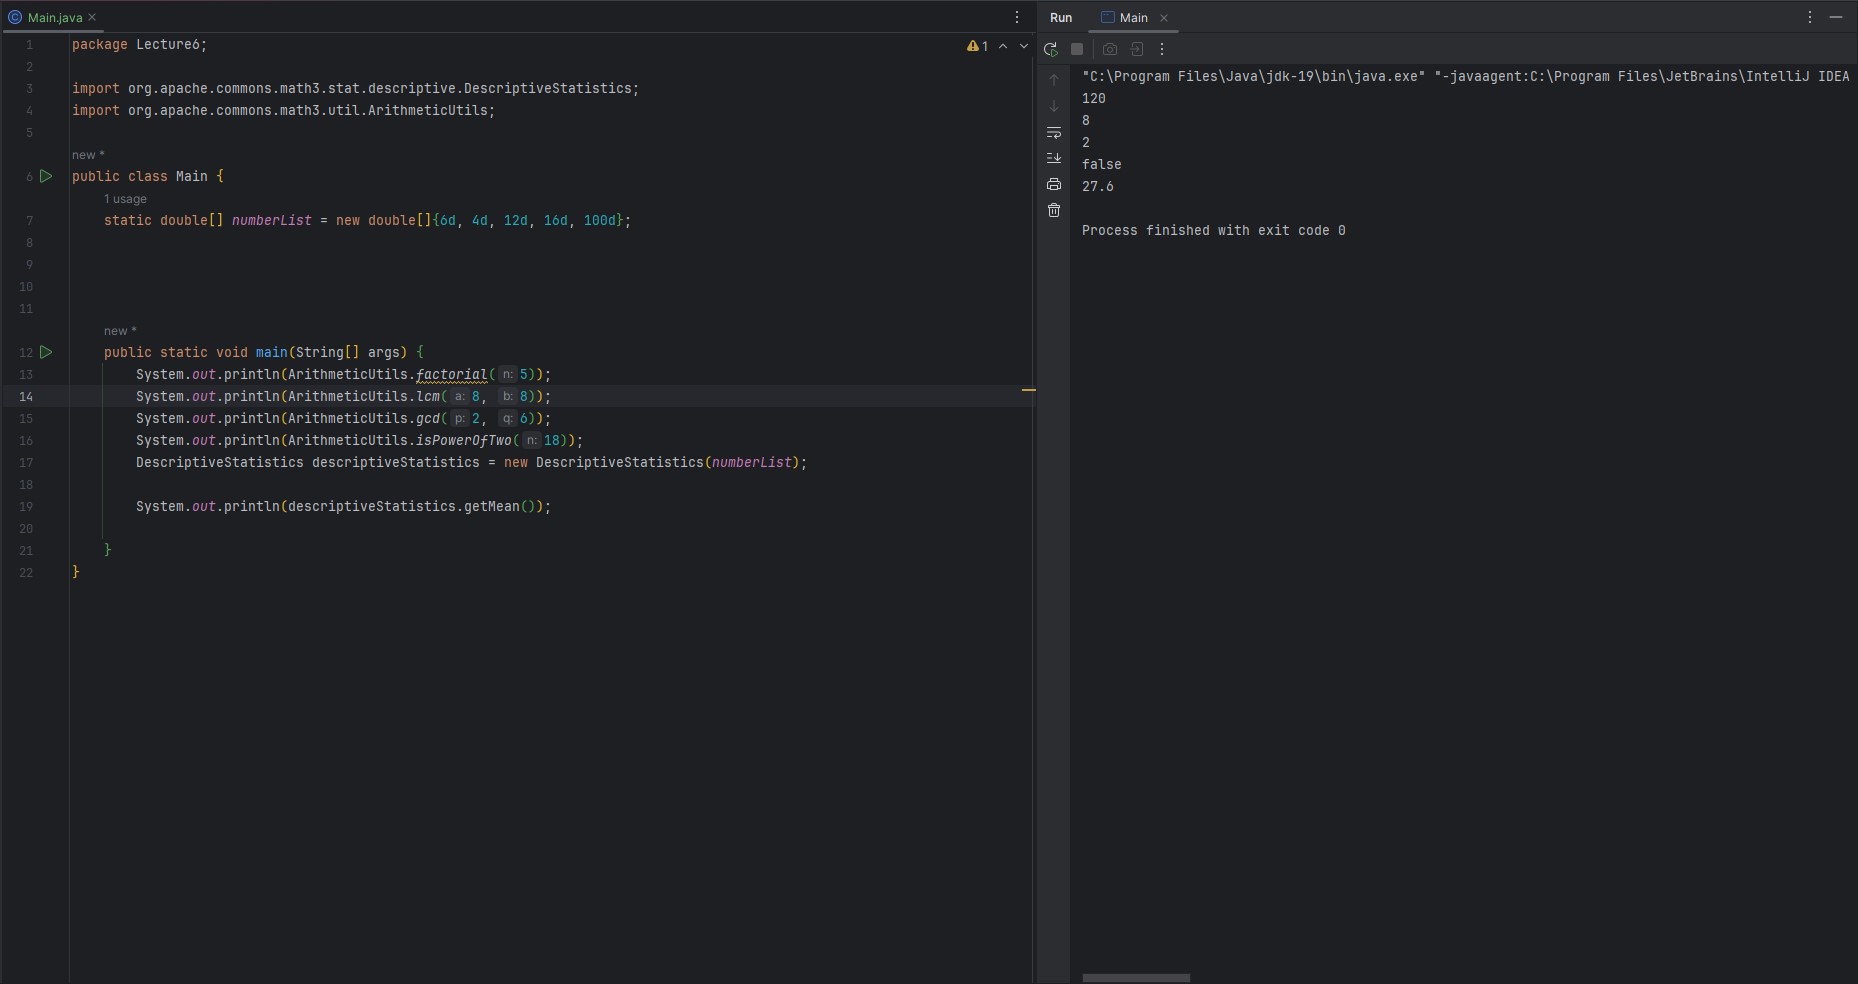 Main.java
1 package Lecture6;
2
3 import org.apache.commons.math3.stat.descriptive.DescriptiveStatistics;
4 import org.apache.commons.math3.util.ArithmeticUtils;
5
new *
6 public class Main {
1 usage
7 static double[] numberList = new double[]{6d, 4d, 12d, 16d, 100d};
8
9
10
11
new *
12 public static void main(String[] args) {
13 System.out.println(ArithmeticUtils.factorial( n: 5));
14 System.out.println(ArithmeticUtils.lcm( a: 8, b: 8));
15 System.out.println(ArithmeticUtils.gcd( p: 2, q: 6));
16 System.out.println(ArithmeticUtils.isPowerOfTwo( n: 18));
17 DescriptiveStatistics descriptiveStatistics = new DescriptiveStatistics(numberList);
18
19 System.out.println(descriptiveStatistics.getMean());
20
21 }
22 }
1
Run Main
"C:\Program Files\Java\jdk-19\bin\java.exe" "-javaagent:C:\Program Files\JetBrains\IntelliJ IDEA
120
8
2
false
27.6
Process finished with exit code 0